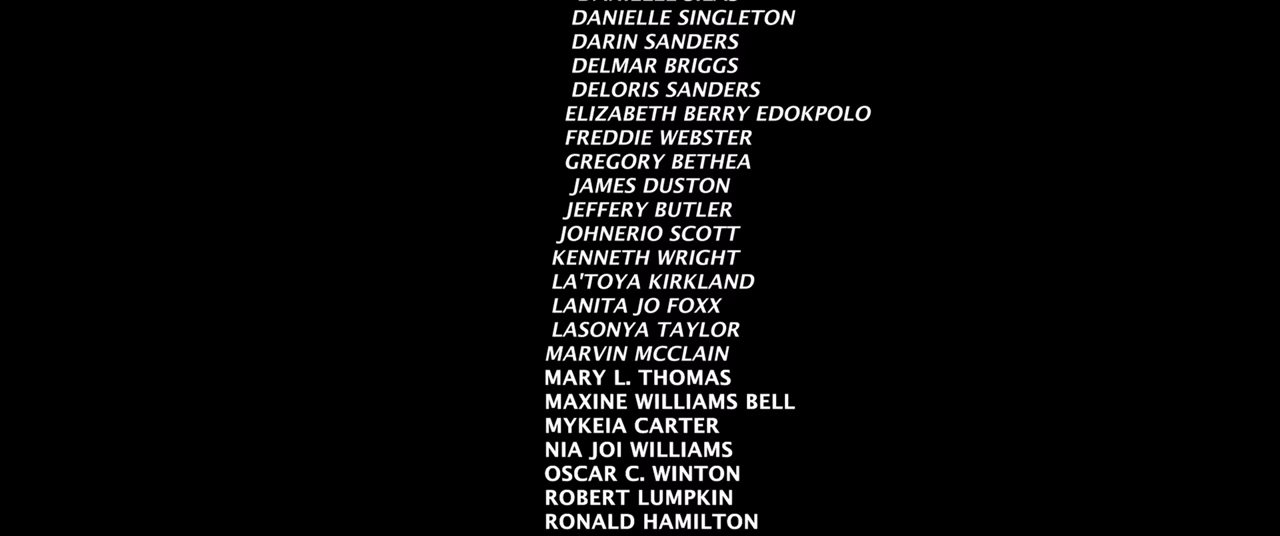 DANIELLE SINGLETON
DARIN SANDERS
DELMAR BRIGGS
DELORIS SANDERS
ELIZABETH BERRY EDOKPOLO
FREDDIE WEBSTER
GREGORY BETHEA
JAMES DUSTON
JEFFERY BUTLER
JOHNERIO SCOTT
KENNETH WRIGHT
LA'TOYA KIRKLAND
LANITA JO FOXX
LASONYA TAYLOR
MARVIN MCCLAIN
MARY L. THOMAS
MAXINE WILLIAMS BELL
MYKEIA CARTER
NIA JOI WILLIAMS
OSCAR C. WINTON
ROBERT LUMPKIN
RONALD HAMILTON